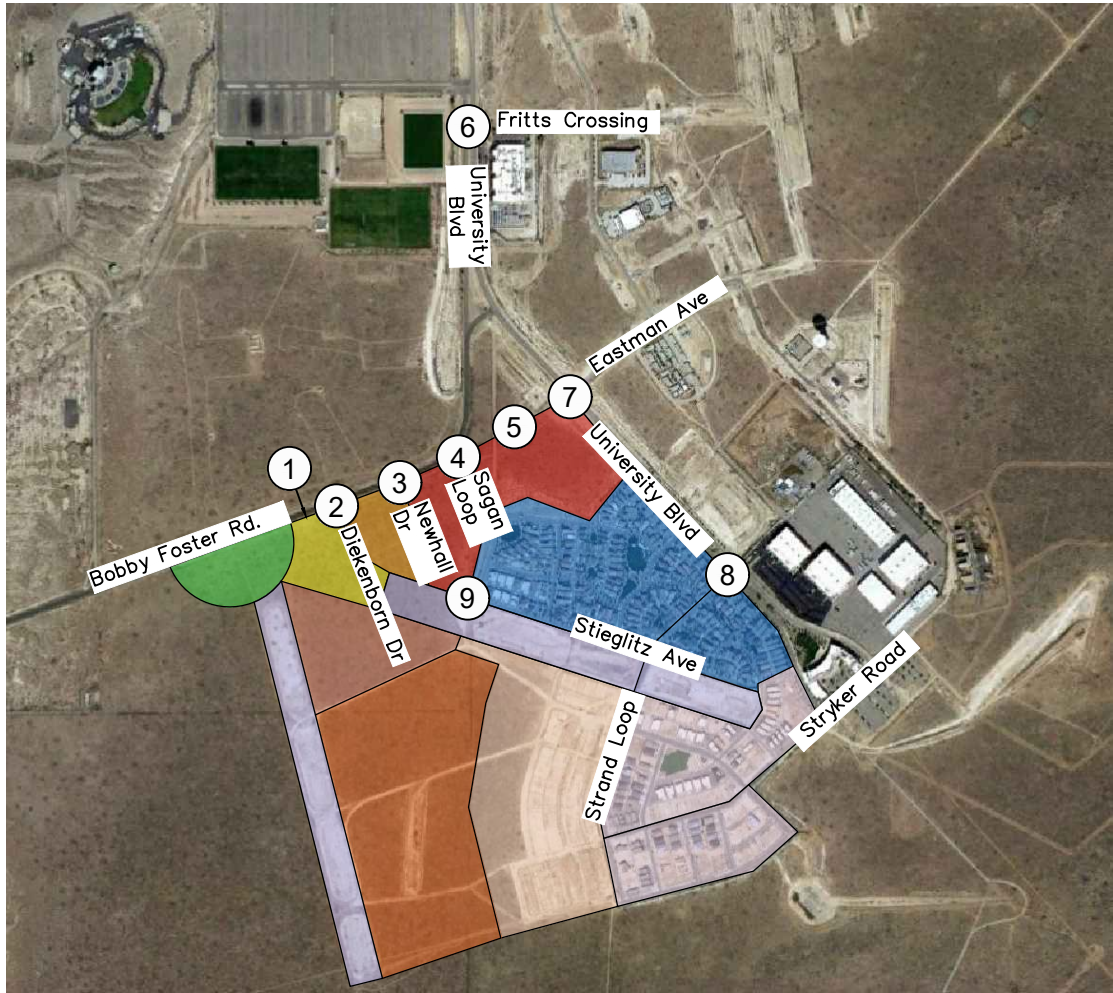 6
Fritts Crossing
University
Blvd
Eastman Ave
7
5
University Blvd
4
Sagan
Loop
1
3
Newhall
Dr
2
Bobby Foster Rd.
Diekenborn Dr
8
9
Stieglitz Ave
Stryker Road
Strand Loop